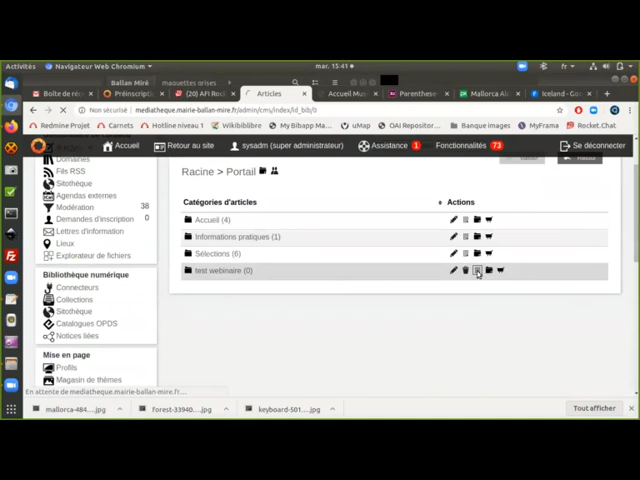 Activités
Navigateur Web Chromium
mar. 15:41
fr
Ballan Miré
maquettes grises
Boîte de réc
Préinscriptio
(20) AFI Roc
Articles
Accueil Mus
Parenthese
Mallorca Al
Iceland - Go
Non sécurisé | mediatheque.mairie-ballan-mire.fr/admin/cms/index/id_bib/0
Redmine Projet
Carnets
Hotline niveau 1
Wikibiblibre
My Bibapp Ma...
uMap
OAI Repositor...
Banque images
MyFrama
Rocket.Chat
Accueil
Retour au site
sysadm (super administrateur)
Assistance 1
Fonctionnalités 73
Se déconnecter
Domaines
Fils RSS
Sitothèque
Agendas externes
Modération 38
Demandes d'inscription 0
Lettres d'information
Lieux
Explorateur de fichiers
Bibliothèque numérique
Connecteurs
Collections
Sitothèque
Catalogues OPDS
Notices liées
Mise en page
Profils
Magasin de thèmes
Racine > Portail
Catégories d'articles
Actions
Accueil (4)
Informations pratiques (1)
Sélections (6)
test webinaire (0)
En attente de mediatheque.mairie-ballan-mire.fr...
mallorca-484....jpg
forest-33940....jpg
keyboard-501....jpg
Tout afficher